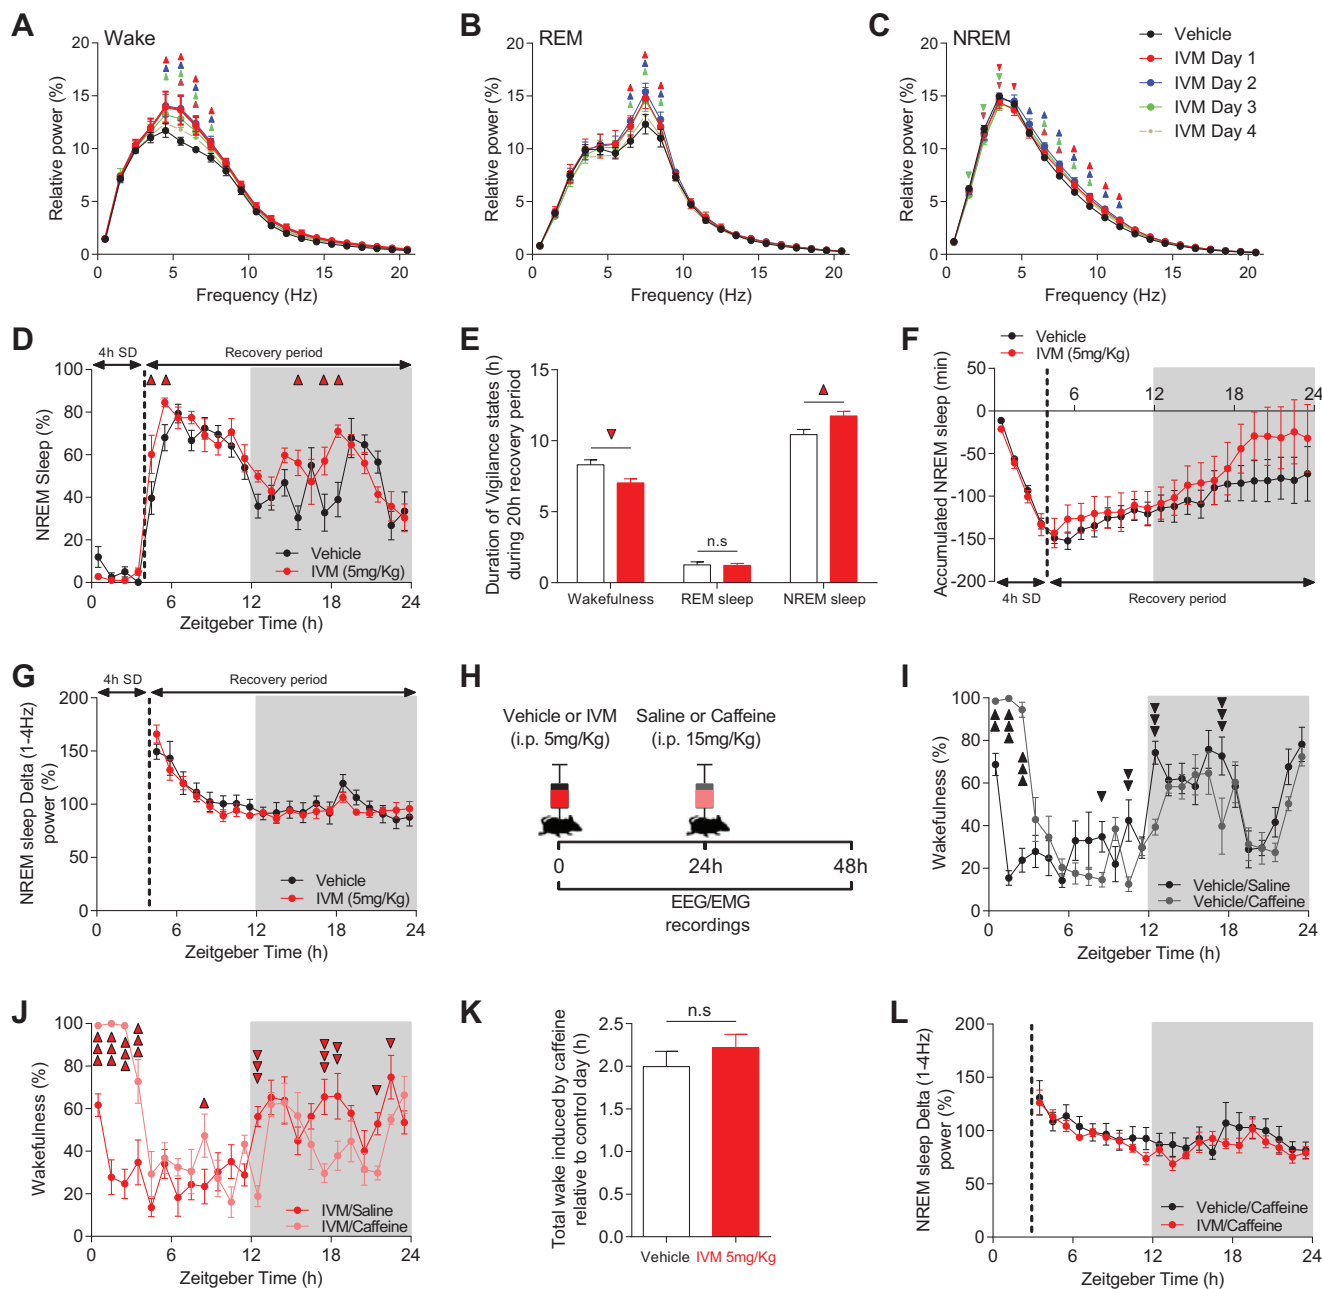 A
Wake
Relative power (%)
20
15
10
5
0
0
5
10
15
20
Frequency (Hz)
B
REM
Relative power (%)
20
15
10
5
0
0
5
10
15
20
Frequency (Hz)
C
NREM
Relative power (%)
20
15
10
5
0
0
5
10
15
20
Frequency (Hz)
Vehicle
IVM Day 1
IVM Day 2
IVM Day 3
IVM Day 4
D
4h SD
Recovery period
NREM Sleep (%)
100
80
60
40
20
0
Vehicle
IVM (5mg/Kg)
0
6
12
18
24
Zeitgeber Time (h)
E
Duration of Vigilance states (h)
during 20h recovery period
15
10
5
0
n.s
Wakefulness
REM sleep
NREM sleep
F
Vehicle
IVM (5mg/Kg)
Accumulated NREM sleep (min)
50
0
-50
-100
-150
-200
6
12
18
24
4h SD
Recovery period
G
4h SD
Recovery period
NREM sleep Delta (1-4Hz)
power (%)
200
150
100
50
0
Vehicle
IVM (5mg/Kg)
0
6
12
18
24
Zeitgeber Time (h)
H
Vehicle or IVM
(i.p. 5mg/Kg)
Saline or Caffeine
(i.p. 15mg/Kg)
0
24h
48h
EEG/EMG
recordings
I
Wakefulness (%)
100
80
60
40
20
0
Vehicle/Saline
Vehicle/Caffeine
0
6
12
18
24
Zeitgeber Time (h)
J
Wakefulness (%)
100
80
60
40
20
0
IVM/Saline
IVM/Caffeine
0
6
12
18
24
Zeitgeber Time (h)
K
Total wake induced by caffeine
relative to control day (h)
2.5
2.0
1.5
1.0
0.5
0.0
n.s
Vehicle
IVM 5mg/Kg
L
NREM sleep Delta (1-4Hz)
power (%)
200
150
100
50
0
Vehicle/Caffeine
IVM/Caffeine
0
6
12
18
24
Zeitgeber Time (h)